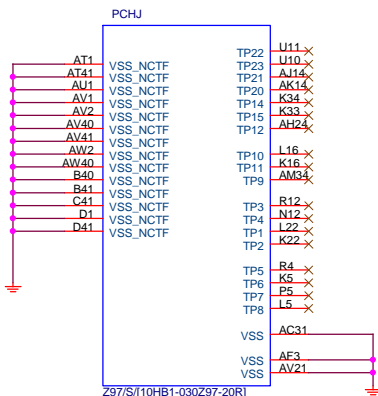 PCHJ
AT1 VSS_NCTF
AT41 VSS_NCTF
AU1 VSS_NCTF
AV1 VSS_NCTF
AV2 VSS_NCTF
AV40 VSS_NCTF
AV41 VSS_NCTF
AW2 VSS_NCTF
AW40 VSS_NCTF
B40 VSS_NCTF
B41 VSS_NCTF
C41 VSS_NCTF
D1 VSS_NCTF
D41 VSS_NCTF
TP22 U11
TP23 U10
TP21 AJ14
TP20 AK14
TP14 K34
TP15 K33
TP12 AH24
TP10 L16
TP11 K16
TP9 AM34
TP3 R12
TP4 N12
TP1 L22
TP2 K22
TP5 R4
TP6 K5
TP7 P5
TP8 L5
VSS AC31
VSS AF3
VSS AV21
Z97/S/[10HB1-030Z97-20R]